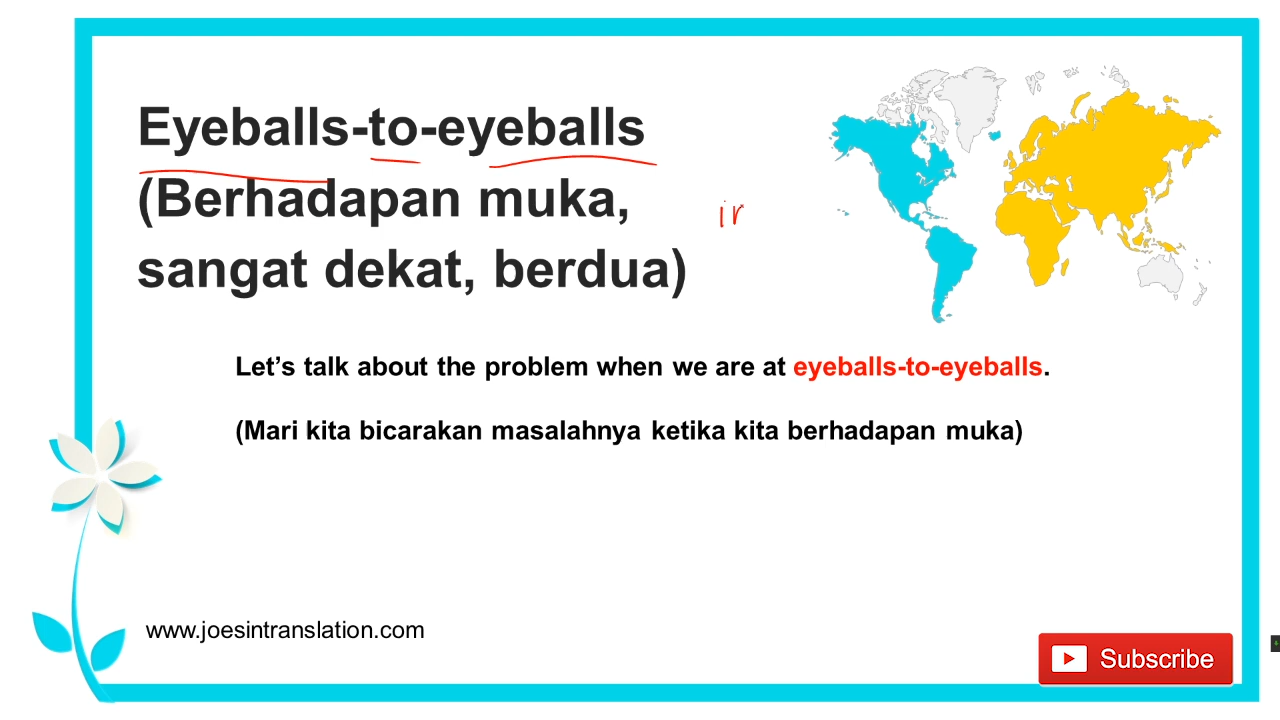 Eyeballs-to-eyeballs
(Berhadapan muka,
ir
sangat dekat, berdua)
Let’s talk about the problem when we are at eyeballs-to-eyeballs.
(Mari kita bicarakan masalahnya ketika kita berhadapan muka)
www.joesintranslation.com
Subscribe